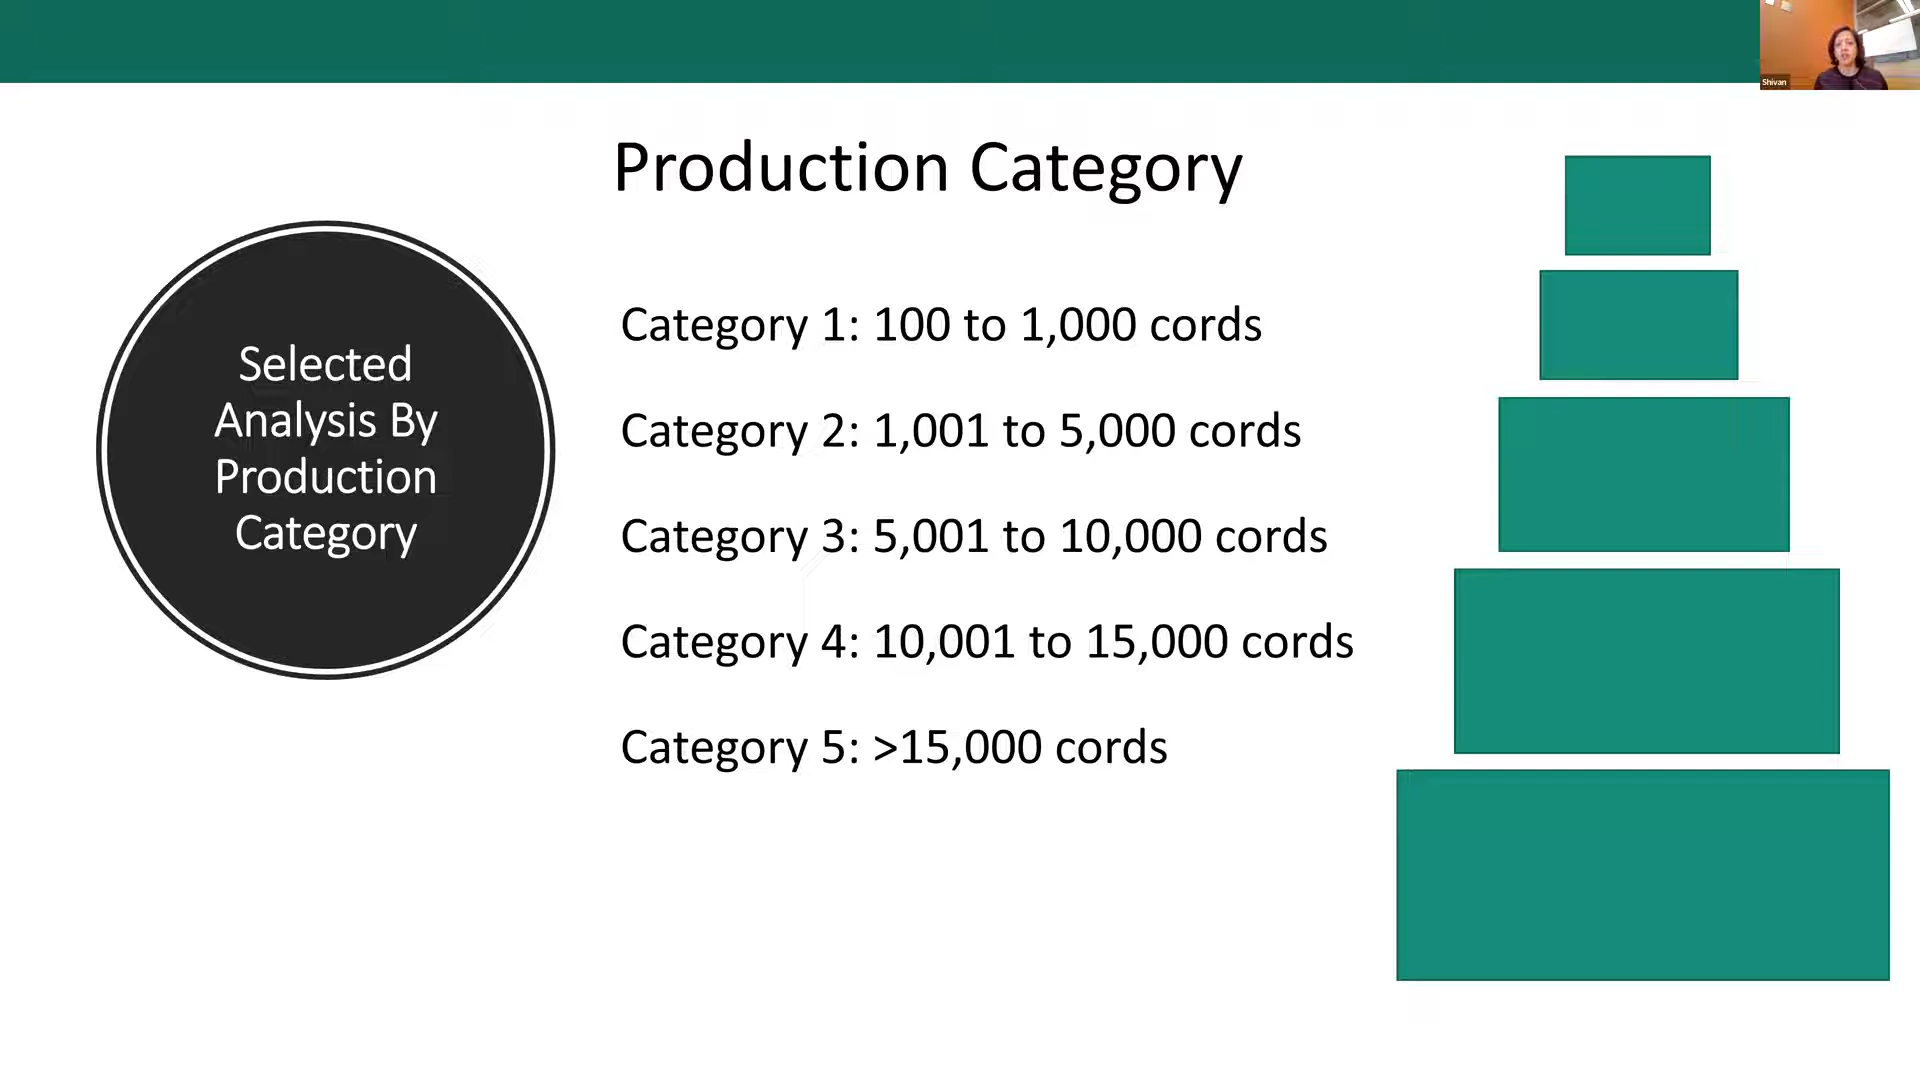 Shivan
Production Category
Selected
Analysis By
Production
Category
Category 1: 100 to 1,000 cords
Category 2: 1,001 to 5,000 cords
Category 3: 5,001 to 10,000 cords
Category 4: 10,001 to 15,000 cords
Category 5: >15,000 cords